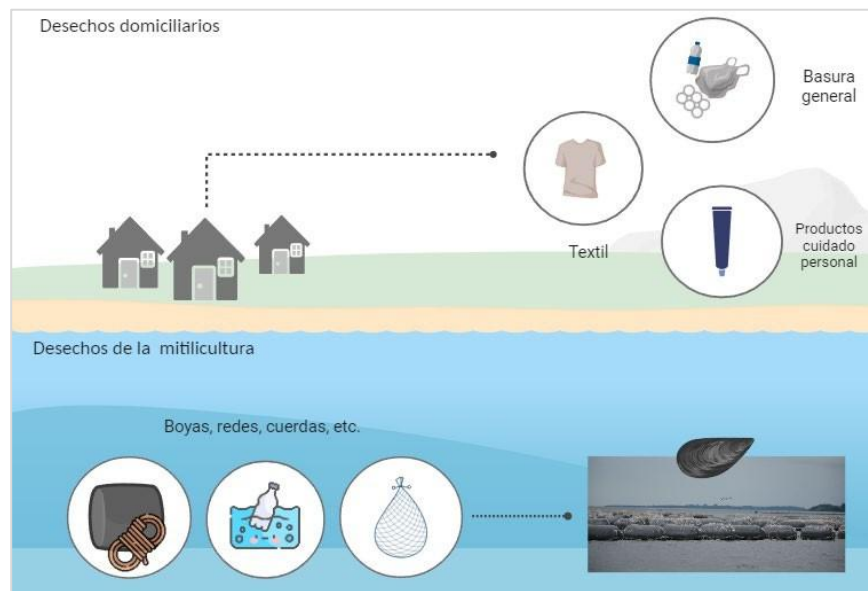 Desechos domiciliarios
Basura
general
Textil
Productos
cuidado
personal
Desechos de la mitilicultura
Boyas, redes, cuerdas, etc.